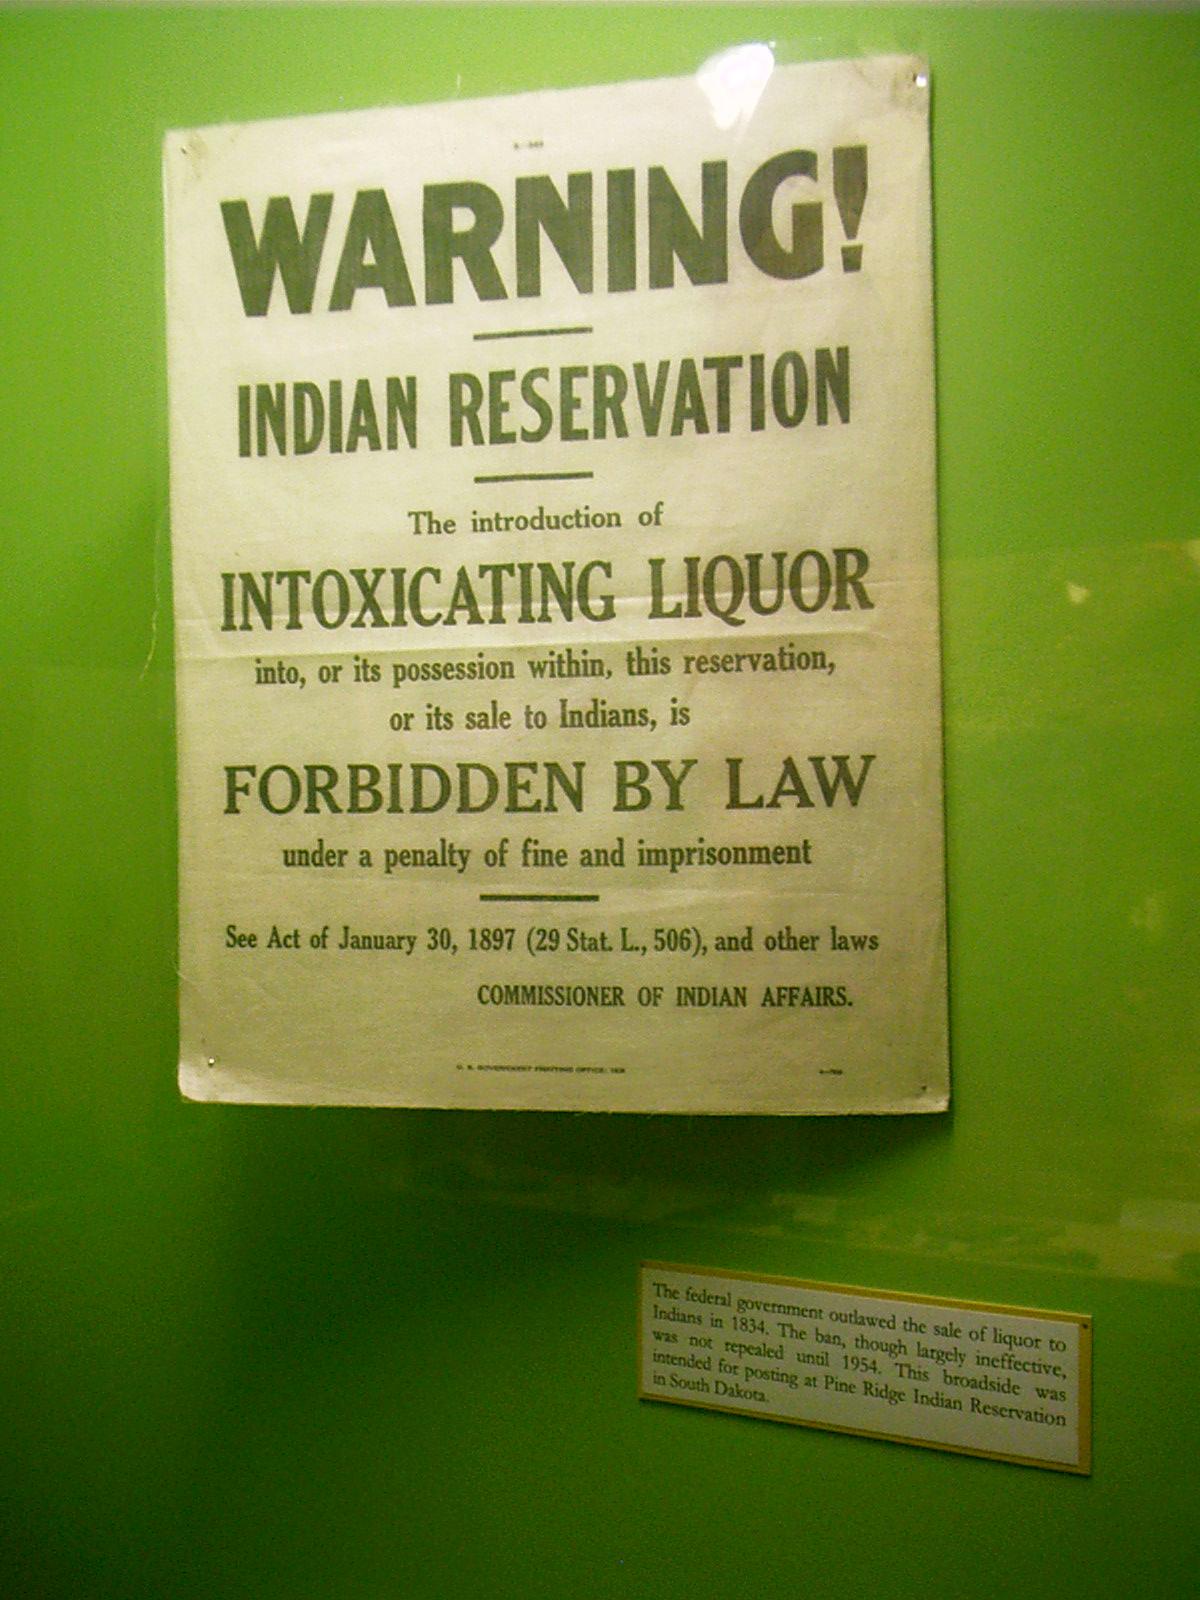 WARNING!
INDIAN RESERVATION
The introduction of
INTOXICATING LIQUOR
into, or its possession within, this reservation,
or its sale to Indians, is
FORBIDDEN BY LAW
under a penalty of fine and imprisonment
See Act of January 30, 1897 (29 Stat. L., 506), and other laws
COMMISSIONER OF INDIAN AFFAIRS.
U. S. GOVERNMENT PRINTING OFFICE:
The federal government outlawed the sale of liquor to
Indians in 1834. The ban, though largely ineffective,
was not repealed until 1954. This broadside was
intended for posting at Pine Ridge Indian Reservation
in South Dakota.